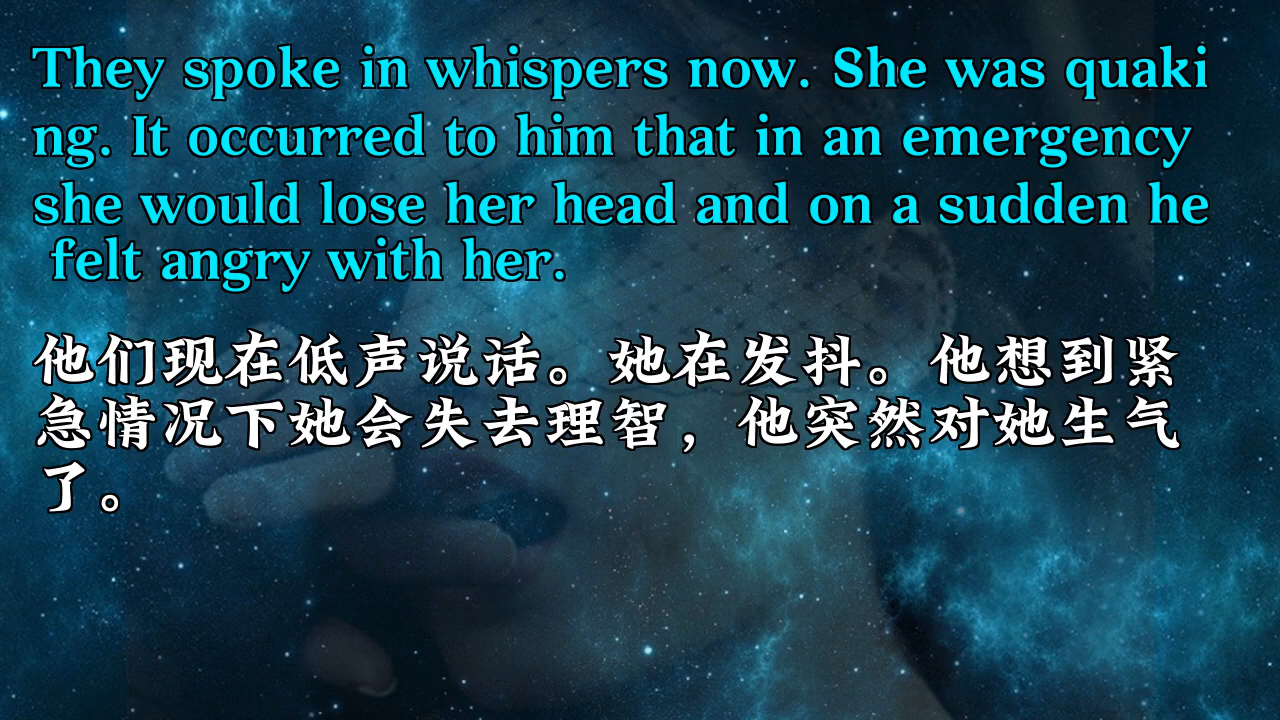 They spoke in whispers now. She was quaki
ng. It occurred to him that in an emergency
she would lose her head and on a sudden he
felt angry with her.
他们现在低声说话。她在发抖。他想到紧
急情况下她会失去理智，他突然对她生气
了。